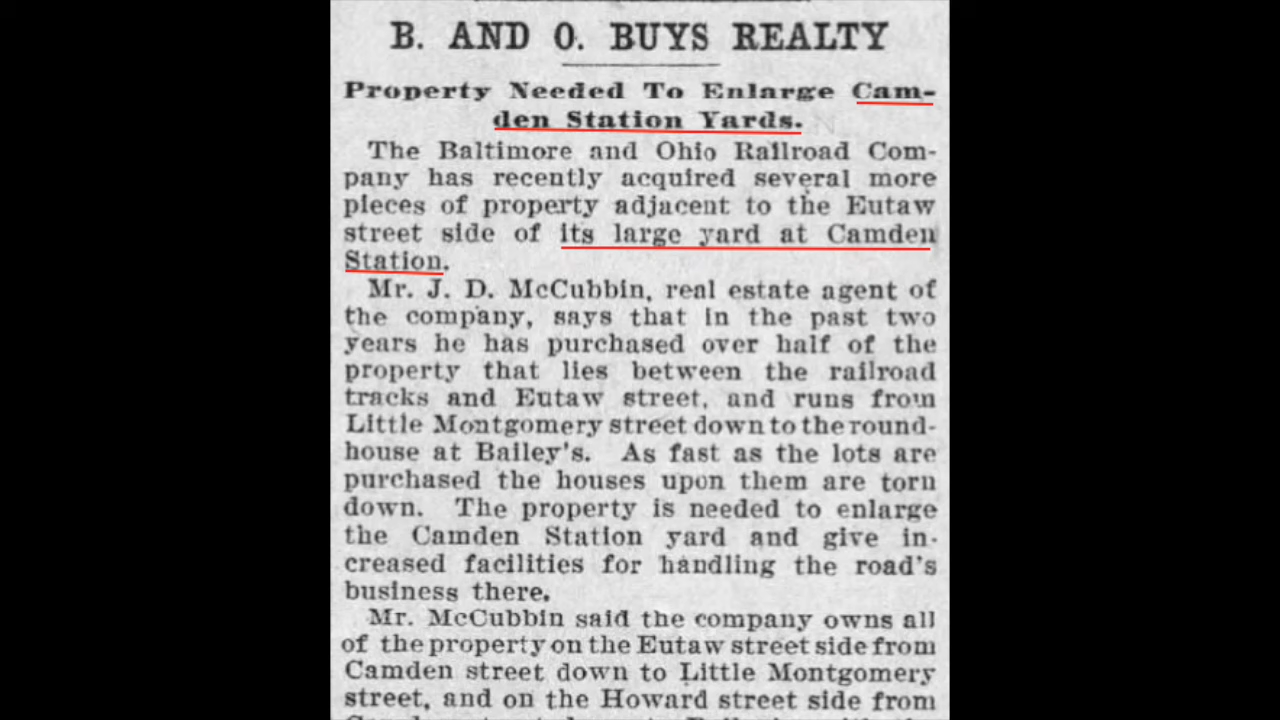 B. AND O. BUYS REALTY
Property Needed To Enlarge Cam-
den Station Yards.
The Baltimore and Ohio Railroad Com-
pany has recently acquired several more
pieces of property adjacent to the Eutaw
street side of its large yard at Camden
Station.
Mr. J. D. McCubbin, real estate agent of
the company, says that in the past two
years he has purchased over half of the
property that lies between the railroad
tracks and Eutaw street, and runs from
Little Montgomery street down to the round-
house at Bailey's. As fast as the lots are
purchased the houses upon them are torn
down. The property is needed to enlarge
the Camden Station yard and give in-
creased facilities for handling the road's
business there.
Mr. McCubbin said the company owns all
of the property on the Eutaw street side from
Camden street down to Little Montgomery
street, and on the Howard street side from